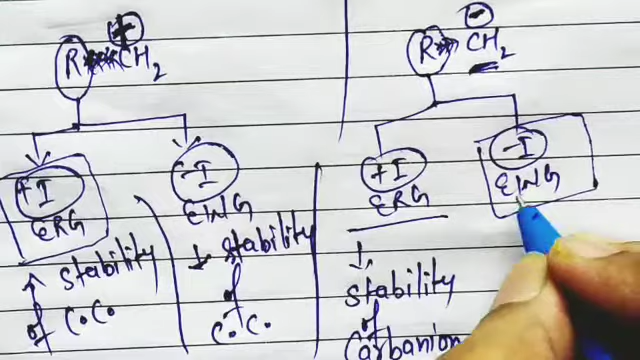 R CH2
+
+I
ERG
↑ stability
of C.C.
-I
EWG
↓ stability
of
C.C.
R CH2
-
+I
ERG
↓
stability
of
Carbanion
-I
EWG